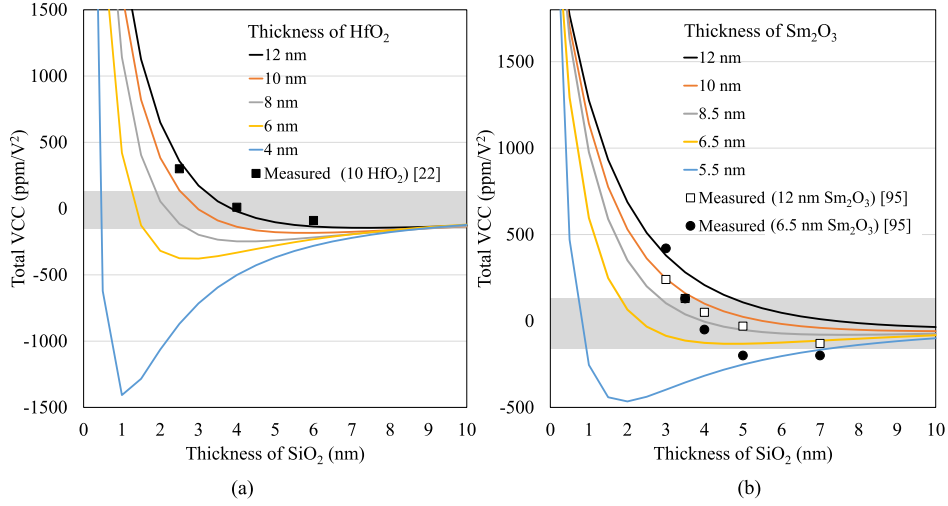 Total VCC (ppm/V²)
1500
1000
500
0
-500
-1000
-1500
Thickness of HfO₂
12 nm
10 nm
8 nm
6 nm
4 nm
Measured (10 HfO₂) [22]
0 1 2 3 4 5 6 7 8 9 10
Thickness of SiO₂ (nm)
(a)
Total VCC (ppm/V²)
1500
1000
500
0
-500
Thickness of Sm₂O₃
12 nm
10 nm
8.5 nm
6.5 nm
5.5 nm
Measured (12 nm Sm₂O₃) [95]
Measured (6.5 nm Sm₂O₃) [95]
0 1 2 3 4 5 6 7 8 9 10
Thickness of SiO₂ (nm)
(b)